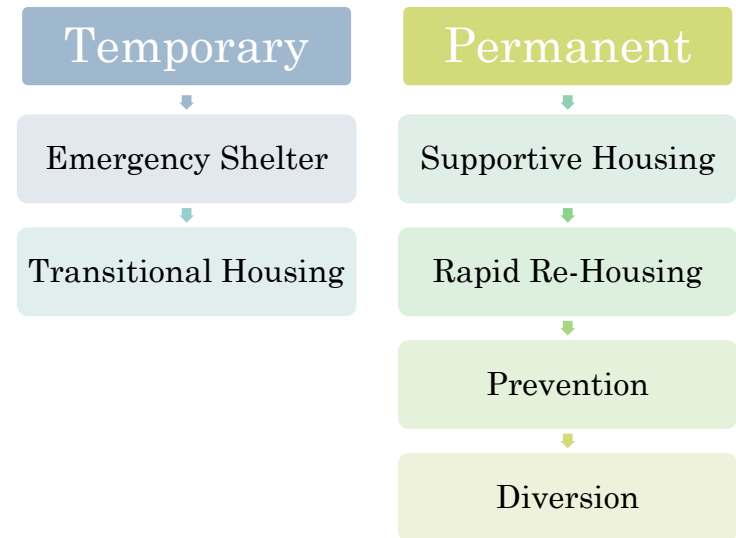 Temporary
Emergency Shelter
Transitional Housing
Permanent
Supportive Housing
Rapid Re-Housing
Prevention
Diversion